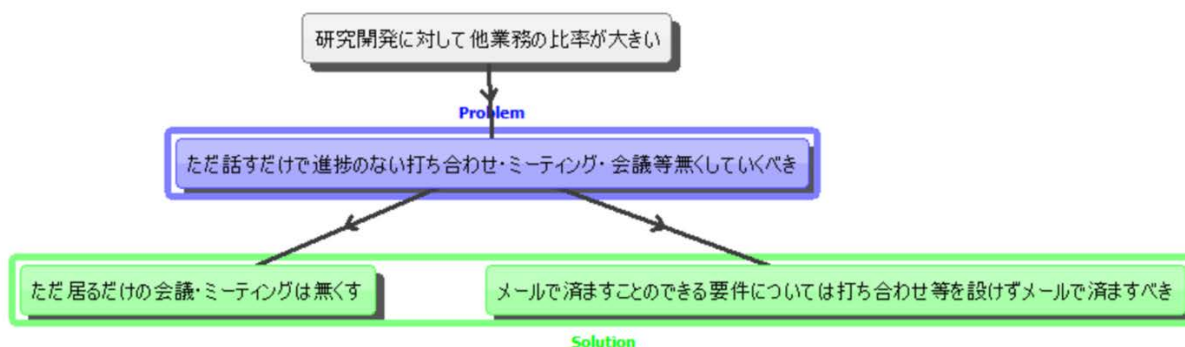 研究開発に対して他業務の比率が大きい
Problem
ただ話すだけで進捗のない打ち合わせ・ミーティング・会議等無くしていくべき
ただ居るだけの会議・ミーティングは無くす
メールで済ますことのできる要件については打ち合わせ等を設けずメールで済ますべき
Solution